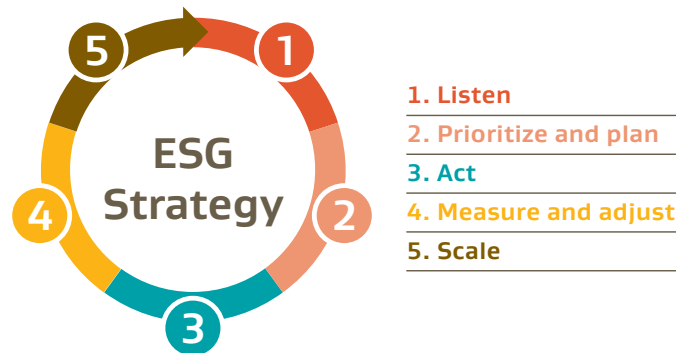 5
1
ESG
Strategy
4
2
3
1. Listen
2. Prioritize and plan
3. Act
4. Measure and adjust
5. Scale